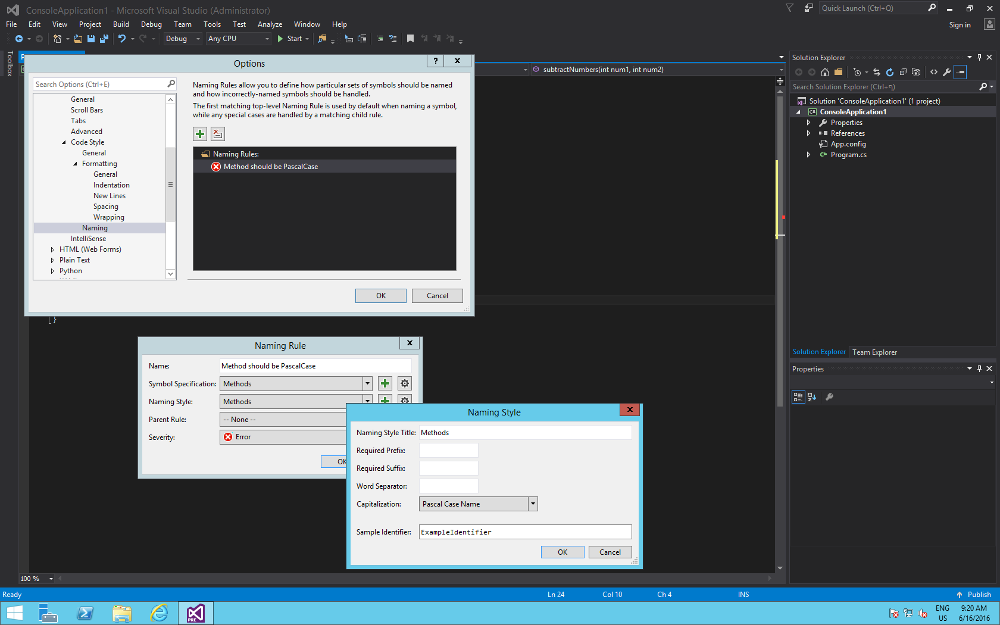 ConsoleApplication1 - Microsoft Visual Studio (Administrator)
Quick Launch (Ctrl+Q)
File Edit View Project Build Debug Team Tools Test Analyze Window Help
Sign in
Debug Any CPU Start
Toolbox
Options
?
subtractNumbers(int num1, int num2)
Search Options (Ctrl+E)
General
Scroll Bars
Tabs
Advanced
Code Style
General
Formatting
General
Indentation
New Lines
Spacing
Wrapping
Naming
IntelliSense
HTML (Web Forms)
Plain Text
Python
Naming Rules allow you to define how particular sets of symbols should be named
and how incorrectly-named symbols should be handled.
The first matching top-level Naming Rule is used by default when naming a symbol,
while any special cases are handled by a matching child rule.
Naming Rules:
Method should be PascalCase
OK Cancel
}
Naming Rule
Name: Method should be PascalCase
Symbol Specification: Methods
Naming Style: Methods
Parent Rule: -- None --
Severity: Error
OK
Naming Style
Naming Style Title: Methods
Required Prefix:
Required Suffix:
Word Separator:
Capitalization: Pascal Case Name
Sample Identifier: ExampleIdentifier
OK Cancel
Solution Explorer
Search Solution Explorer (Ctrl+ק)
Solution 'ConsoleApplication1' (1 project)
C# ConsoleApplication1
Properties
References
App.config
C# Program.cs
Solution Explorer Team Explorer
Properties
100 %
Ready Ln 24 Col 10 Ch 4 INS Publish
PRE
ENG
US
9:20 AM
6/16/2016